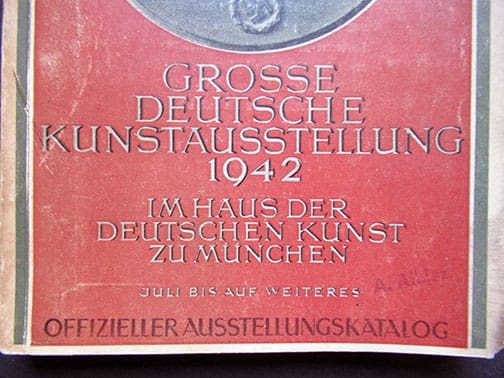 GROSSE
DEUTSCHE
KUNSTAUSSTELLUNG
1942
IM HAUS DER
DEUTSCHEN KUNST
ZU MÜNCHEN
JULI BIS AUF WEITERES
OFFIZIELLER AUSSTELLUNGSKATALOG